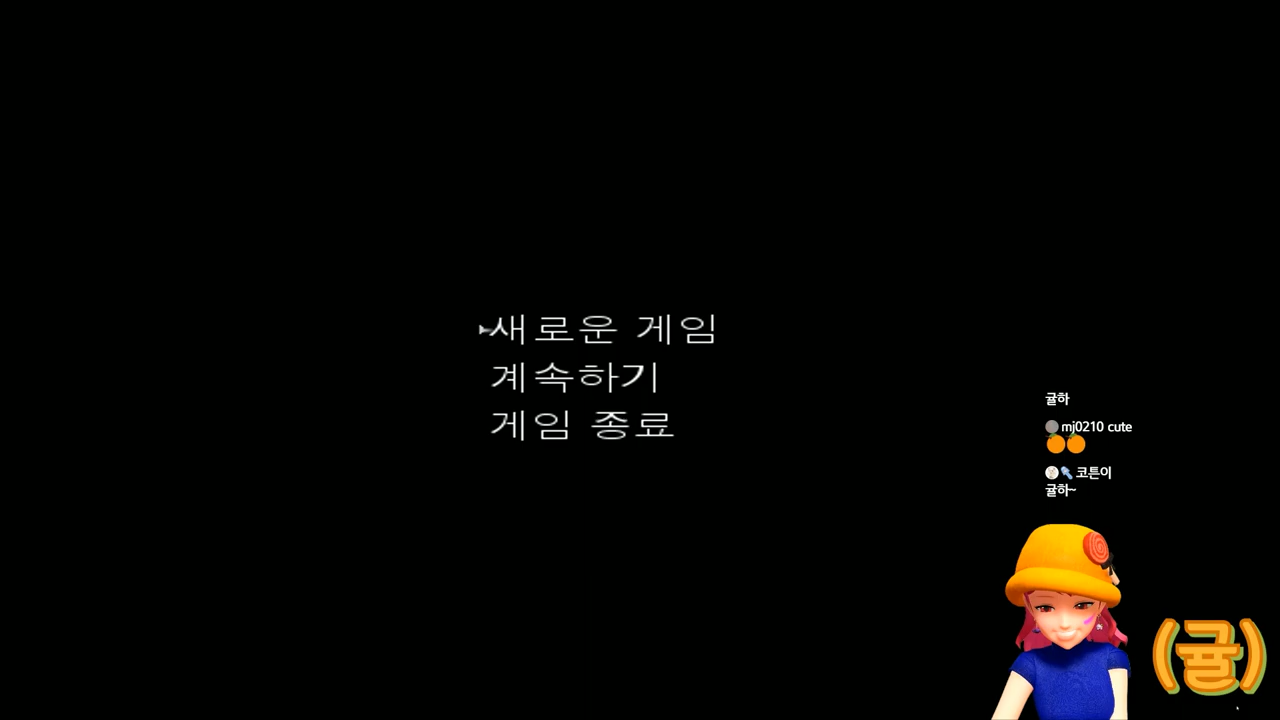 새로운 게임
계속하기
게임 종료
귤하
mj0210 cute
코튼이
귤하~
(귤)